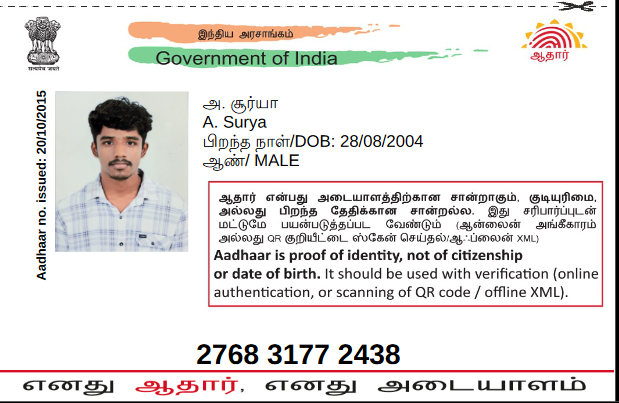 இந்திய அரசாங்கம்
Government of India
सत्यमेव जयते
ஆதார்
Aadhaar no. issued: 20/10/2015
அ. சூர்யா
A. Surya
பிறந்த நாள்/DOB: 28/08/2004
ஆண்/ MALE
ஆதார் என்பது அடையாளத்திற்கான சான்றாகும், குடியுரிமை,
அல்லது பிறந்த தேதிக்கான சான்றல்ல. இது சரிபார்ப்புடன்
மட்டுமே பயன்படுத்தப்பட வேண்டும் (ஆன்லைன் அங்கீகாரம்
அல்லது QR குறியீட்டை ஸ்கேன் செய்தல்/ஆஃப்லைன் XML)
Aadhaar is proof of identity, not of citizenship
or date of birth. It should be used with verification (online
authentication, or scanning of QR code / offline XML).
2768 3177 2438
எனது ஆதார், எனது அடையாளம்